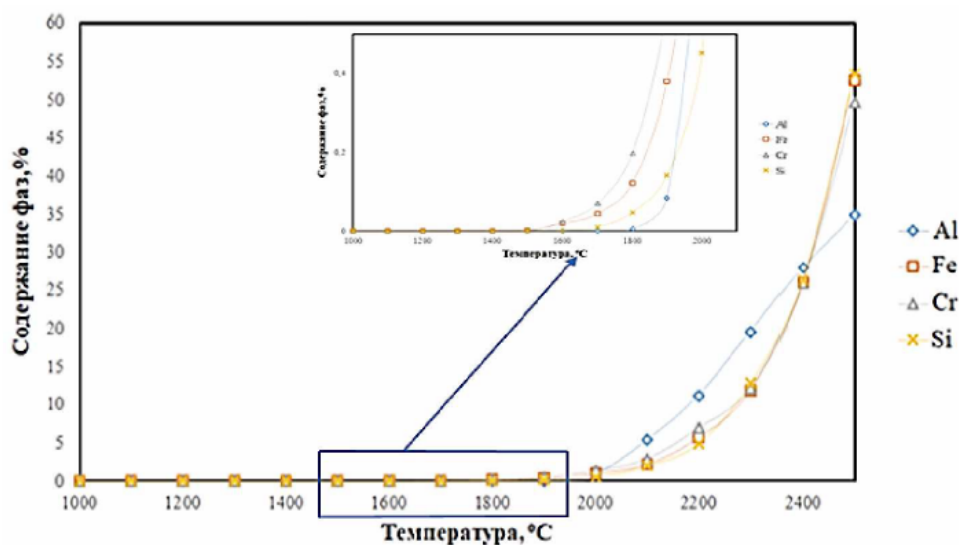 60
55
50
45
40
35
30
25
20
15
10
5
0
Содержание фаз,%
0,4
0,2
0
Содержание фаз,%
1000 1200 1400 1600 1800 2000
Температура,°С
Al
Fe
Cr
Si
Al
Fe
Cr
Si
1000 1200 1400 1600 1800 2000 2200 2400
Температура,°С